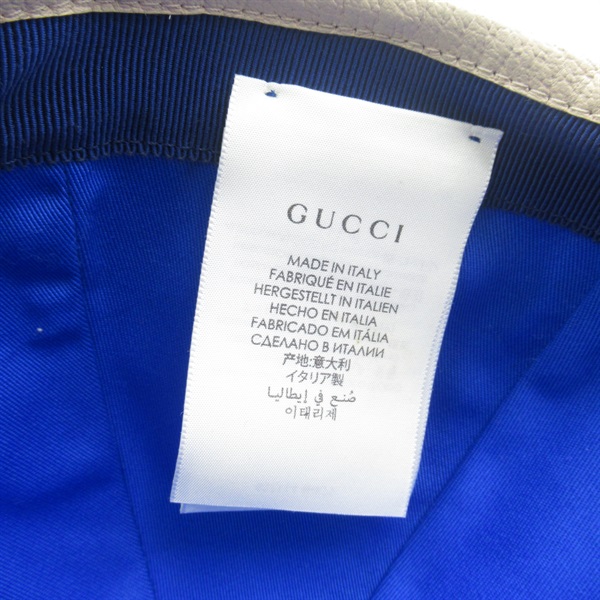 GUCCI
MADE IN ITALY
FABRIQUÉ EN ITALIE
HERGESTELLT IN ITALIEN
HECHO EN ITALIA
FABRICADO EM ITÁLIA
СДЕЛАНО В ИТАЛИИ
产地:意大利
イタリア製
صُنع في إيطاليا
이태리제